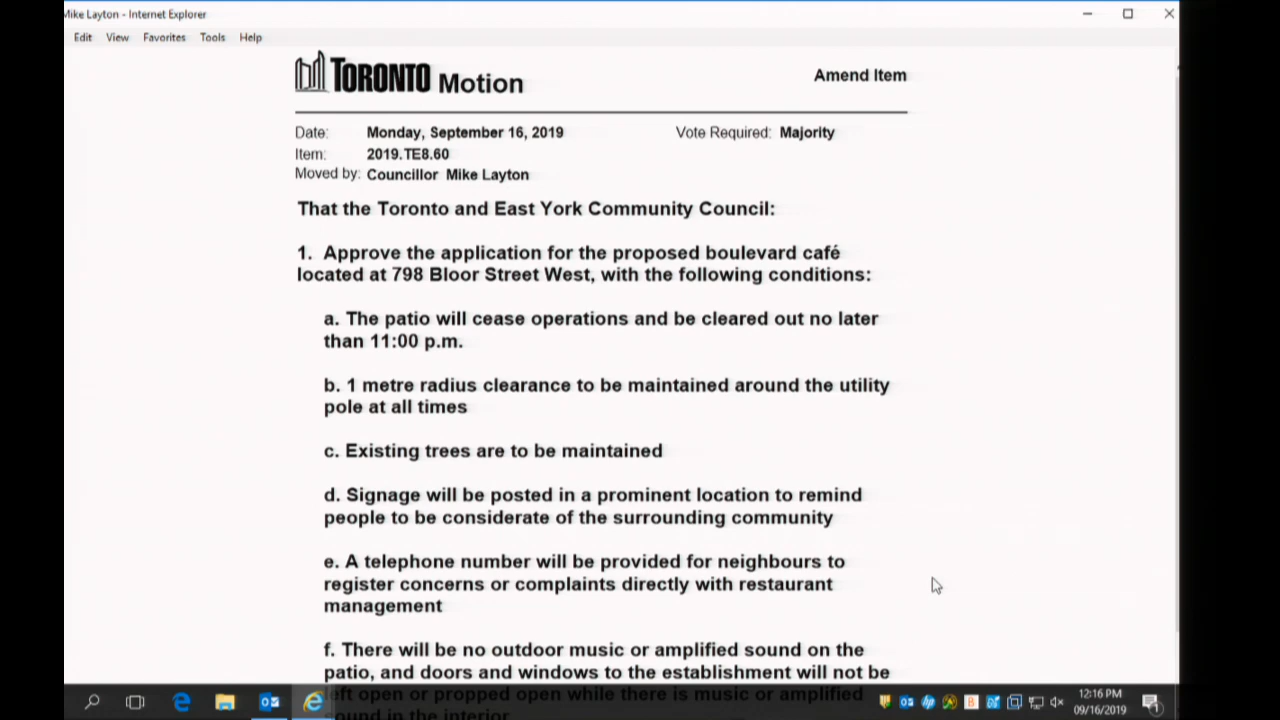 Mike Layton - Internet Explorer
Edit View Favorites Tools Help
TORONTO Motion
Amend Item
Date: Monday, September 16, 2019
Vote Required: Majority
Item: 2019.TE8.60
Moved by: Councillor Mike Layton
That the Toronto and East York Community Council:
1. Approve the application for the proposed boulevard café
located at 798 Bloor Street West, with the following conditions:
a. The patio will cease operations and be cleared out no later
than 11:00 p.m.
b. 1 metre radius clearance to be maintained around the utility
pole at all times
c. Existing trees are to be maintained
d. Signage will be posted in a prominent location to remind
people to be considerate of the surrounding community
e. A telephone number will be provided for neighbours to
register concerns or complaints directly with restaurant
management
f. There will be no outdoor music or amplified sound on the
patio, and doors and windows to the establishment will not be
left open or propped open while there is music or amplified
sound in the interior
12:16 PM
09/16/2019